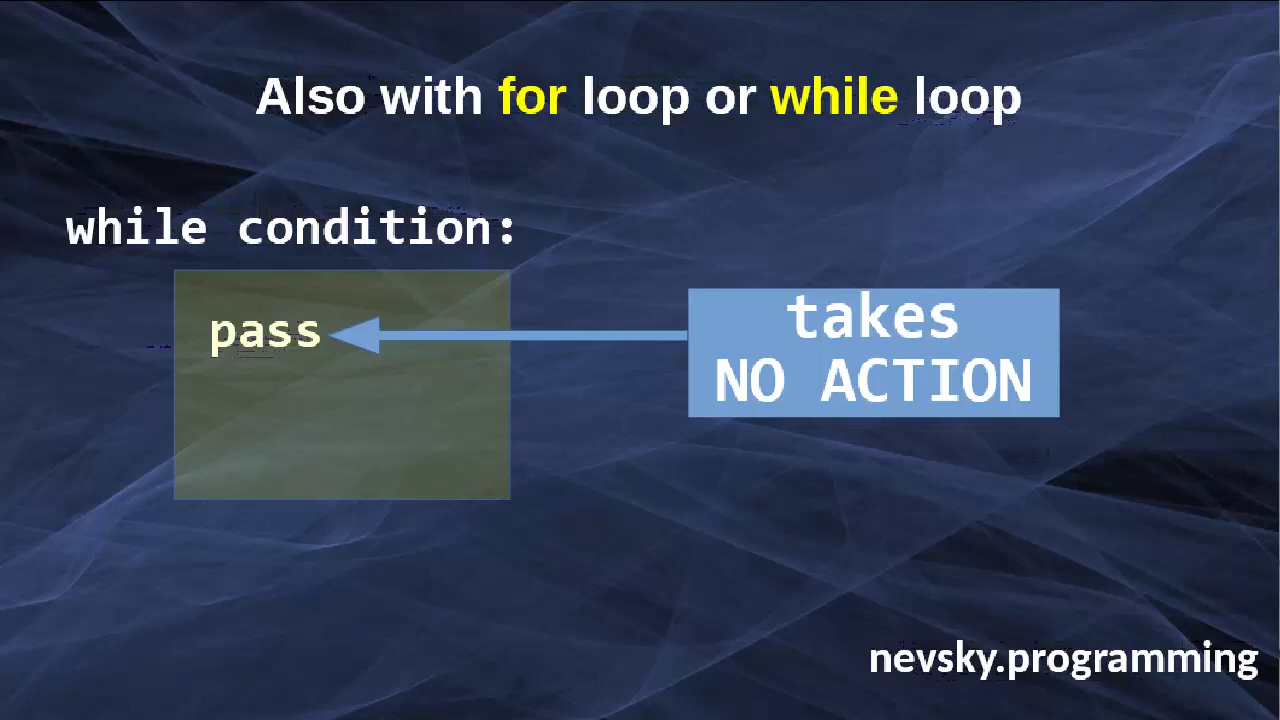 Also with for loop or while loop
while condition:
pass
takes
NO ACTION
nevsky.programming